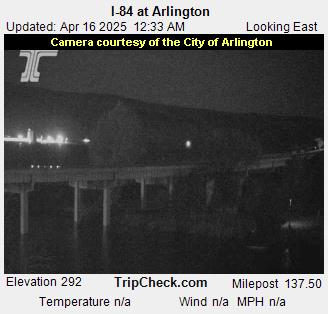 I-84 at Arlington
Updated: Apr 16 2025 12:33 AM Looking East
Camera courtesy of the City of Arlington
Elevation 292 TripCheck.com Milepost 137.50
Temperature n/a Wind n/a MPH n/a